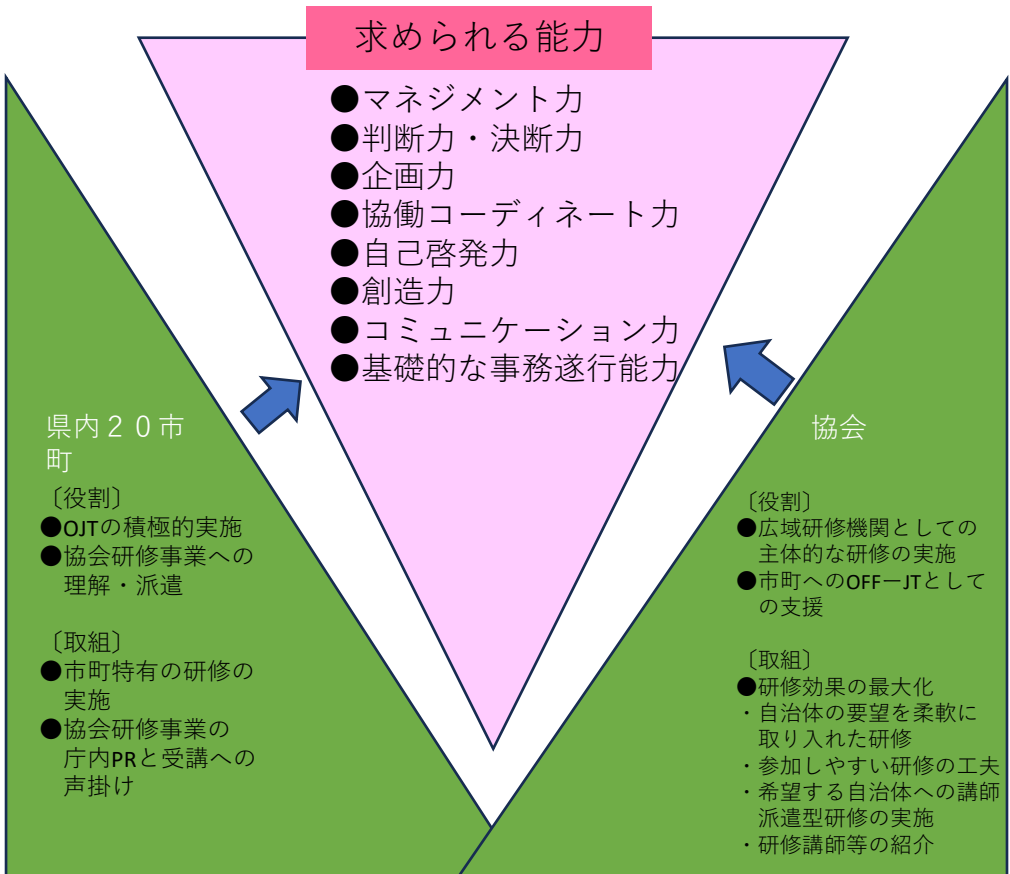 求められる能力
●マネジメント力
●判断力・決断力
●企画力
●協働コーディネート力
●自己啓発力
●創造力
●コミュニケーション力
●基礎的な事務遂行能力
県内２０市
町
〔役割〕
●OJTの積極的実施
●協会研修事業への
理解・派遣
〔取組〕
●市町特有の研修の
実施
●協会研修事業の
庁内PRと受講への
声掛け
協会
〔役割〕
●広域研修機関としての
主体的な研修の実施
●市町へのOFFーJTとして
の支援
〔取組〕
●研修効果の最大化
・自治体の要望を柔軟に
取り入れた研修
・参加しやすい研修の工夫
・希望する自治体への講師
派遣型研修の実施
・研修講師等の紹介